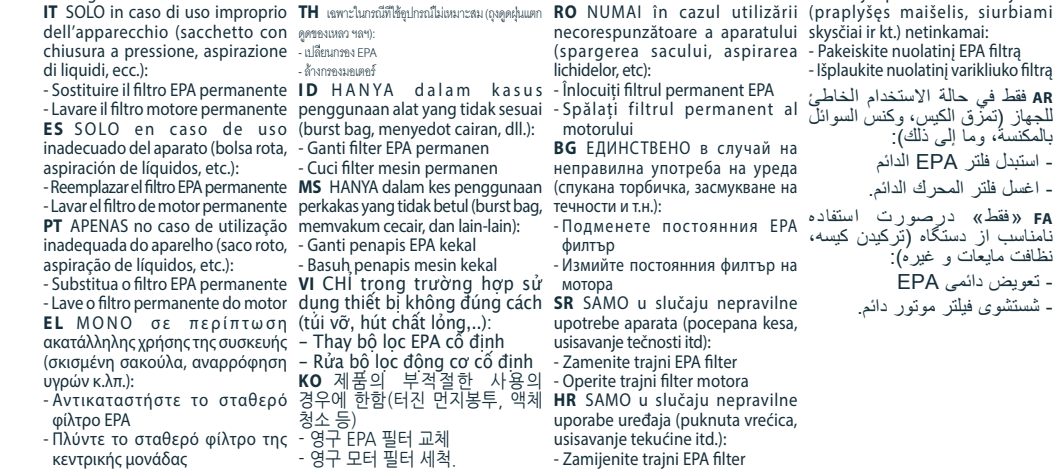 IT SOLO in caso di uso improprio
dell'apparecchio (sacchetto con
chiusura a pressione, aspirazione
di liquidi, ecc.):
- Sostituire il filtro EPA permanente
- Lavare il filtro motore permanente
ES SOLO en caso de uso
inadecuado del aparato (bolsa rota,
aspiración de líquidos, etc.):
- Reemplazar el filtro EPA permanente
- Lavar el filtro de motor permanente
PT APENAS no caso de utilização
inadequada do aparelho (saco roto,
aspiração de líquidos, etc.):
- Substitua o filtro EPA permanente
- Lave o filtro permanente do motor
EL ΜΟΝΟ σε περίπτωση
ακατάλληλης χρήσης της συσκευής
(σκισμένη σακούλα, αναρρόφηση
υγρών κ.λπ.):
- Αντικαταστήστε το σταθερό
φίλτρο EPA
- Πλύντε το σταθερό φίλτρο της
κεντρικής μονάδας
TH เฉพาะในกรณีที่ใช้อุปกรณ์ไม่เหมาะสม (ถุงดูดฝุ่นแตก
ดูดของเหลว ฯลฯ):
- เปลี่ยนกรอง EPA
- ล้างกรองมอเตอร์
ID HANYA dalam kasus
penggunaan alat yang tidak sesuai
(burst bag, menyedot cairan, dll.):
- Ganti filter EPA permanen
- Cuci filter mesin permanen
MS HANYA dalam kes penggunaan
perkakas yang tidak betul (burst bag,
memvakum cecair, dan lain-lain):
- Ganti penapis EPA kekal
- Basuh penapis mesin kekal
VI CHỈ trong trường hợp sử
dụng thiết bị không đúng cách
(túi vỡ, hút chất lỏng,..):
– Thay bộ lọc EPA cố định
– Rửa bộ lọc động cơ cố định
KO 제품의 부적절한 사용의
경우에 한함(터진 먼지봉투, 액체
청소 등)
- 영구 EPA 필터 교체
- 영구 모터 필터 세척.
RO NUMAI în cazul utilizării
necorespunzătoare a aparatului
(spargerea sacului, aspirarea
lichidelor, etc):
- Înlocuiți filtrul permanent EPA
- Spălați filtrul permanent al
motorului
BG ЕДИНСТВЕНО в случай на
неправилна употреба на уреда
(спукана торбичка, засмукване на
течности и т.н.):
- Подменете постоянния EPA
филтър
- Измийте постоянния филтър на
мотора
SR SAMO u slučaju nepravilne
upotrebe aparata (pocepana kesa,
usisavanje tečnosti itd):
- Zamenite trajni EPA filter
- Operite trajni filter motora
HR SAMO u slučaju nepravilne
uporabe uređaja (puknuta vrećica,
usisavanje tekućine itd.):
- Zamijenite trajni EPA filter
(praplyšęs maišelis, siurbiami
skysčiai ir kt.) netinkamai:
- Pakeiskite nuolatinį EPA filtrą
- Išplaukite nuolatinį varikliuko filtrą
AR فقط في حالة الاستخدام الخاطئ
للجهاز (تمزق الكيس، وكنس السوائل
بالمكنسة، وما إلى ذلك):
- استبدل فلتر EPA الدائم
- اغسل فلتر المحرك الدائم.
FA «فقط» درصورت استفاده
نامناسب از دستگاه (ترکیدن کیسه،
نظافت مایعات و غیره):
- تعویض دائمی EPA
- شستشوی فیلتر موتور دائم.